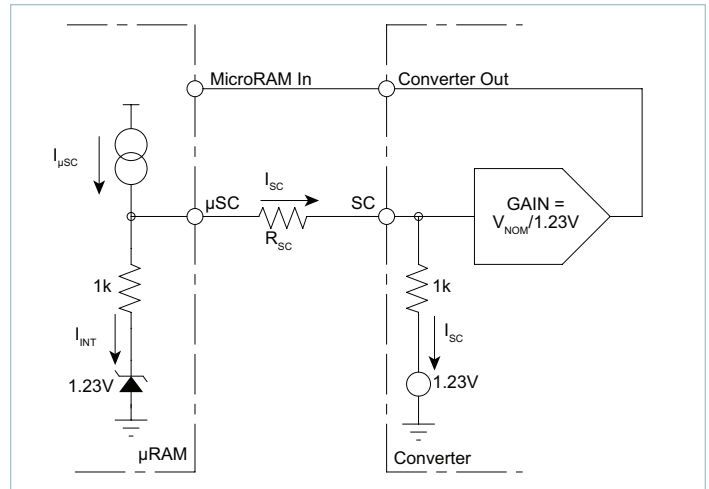 MicroRAM In
Converter Out
IμSC
μSC
ISC
RSC
SC
GAIN =
VNOM/1.23V
1k
1k
IINT
ISC
1.23V
1.23V
μRAM
Converter